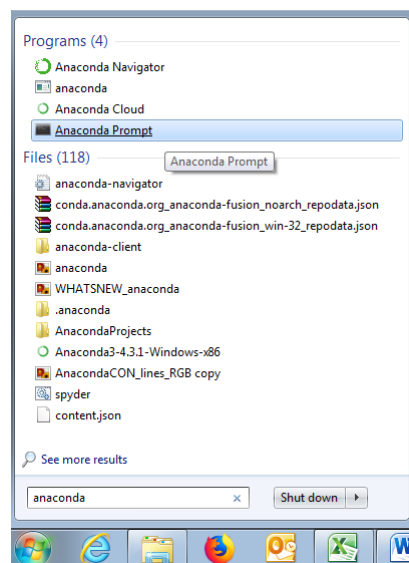 Programs (4)
Anaconda Navigator
anaconda
Anaconda Cloud
Anaconda Prompt
Files (118)
Anaconda Prompt
anaconda-navigator
conda.anaconda.org_anaconda-fusion_noarch_repodata.json
conda.anaconda.org_anaconda-fusion_win-32_repodata.json
anaconda-client
anaconda
WHATSNEW_anaconda
.anaconda
AnacondaProjects
Anaconda3-4.3.1-Windows-x86
AnacondaCON_lines_RGB copy
spyder
content.json
See more results
anaconda
Shut down